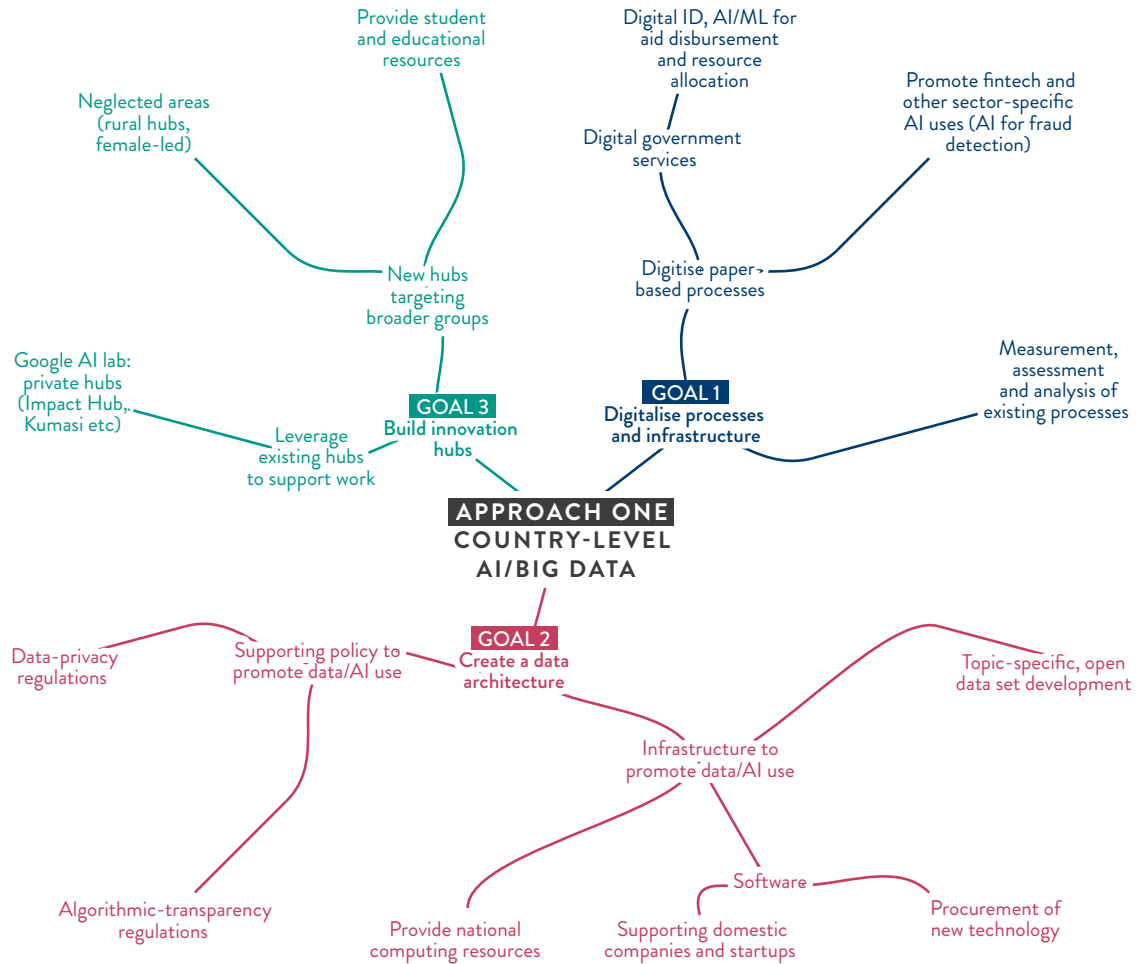 Provide student
and educational
resources
Digital ID, AI/ML for
aid disbursement
and resource
allocation
Neglected areas
(rural hubs,
female-led)
Promote fintech and
other sector-specific
AI uses (AI for fraud
detection)
Digital government
services
New hubs
targeting
broader groups
Digitise paper-
based processes
Google AI lab:
private hubs
(Impact Hub,
Kumasi etc)
Measurement,
assessment
and analysis of
existing processes
GOAL 3
Build innovation
hubs
GOAL 1
Digitalise processes
and infrastructure
Leverage
existing hubs
to support work
APPROACH ONE
COUNTRY-LEVEL
AI/BIG DATA
GOAL 2
Create a data
architecture
Data-privacy
regulations
Supporting policy to
promote data/AI use
Topic-specific, open
data set development
Infrastructure to
promote data/AI use
Software
Algorithmic-transparency
regulations
Provide national
computing resources
Supporting domestic
companies and startups
Procurement of
new technology